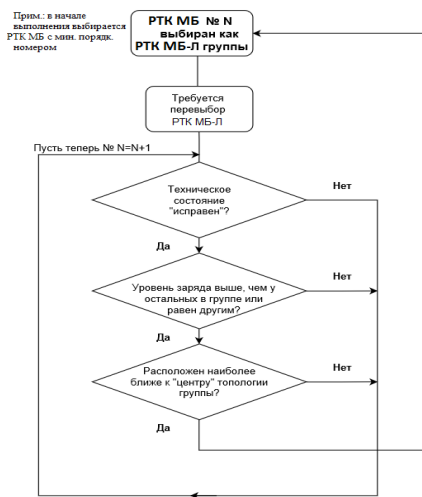 Прим.: в начале
выполнения выбирается
РТК МБ с мин. порядк.
номером
РТК МБ № N
выбиран как
РТК МБ-Л группы
Требуется
перевыбор
РТК МБ-Л
Пусть теперь № N=N+1
Техническое
состояние
"исправен"?
Нет
Да
Уровень заряда выше, чем у
остальных в группе или
равен другим?
Нет
Да
Расположен наиболее
ближе к "центру" топологии
группы?
Нет
Да